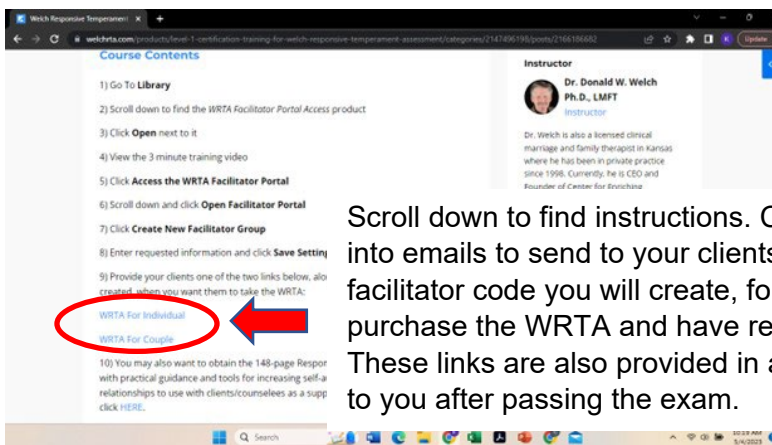 Welch Responsive Temperament
welchrta.com/products/level-1-certification-training-for-welch-responsive-temperament-assessment/categories/2147496198/posts/2166186682
Update
Course Contents
1) Go To Library
2) Scroll down to find the WRTA Facilitator Portal Access product
3) Click Open next to it
4) View the 3 minute training video
5) Click Access the WRTA Facilitator Portal
6) Scroll down and click Open Facilitator Portal
7) Click Create New Facilitator Group
8) Enter requested information and click Save Setting
9) Provide your clients one of the two links below, alo
created, when you want them to take the WRTA:
WRTA For Individual
WRTA For Couple
10) You may also want to obtain the 148-page Respon
with practical guidance and tools for increasing self-a
relationships to use with clients/counselees as a supp
click HERE.
Instructor
Dr. Donald W. Welch
Ph.D., LMFT
Instructor
Dr. Welch is also a licensed clinical
marriage and family therapist in Kansas
where he has been in private practice
since 1998. Currently, he is CEO and
Founder of Center for Enriching
Scroll down to find instructions.
into emails to send to your clients
facilitator code you will create, fo
purchase the WRTA and have re
These links are also provided in a
to you after passing the exam.
Search
10:19 AM
5/4/2023